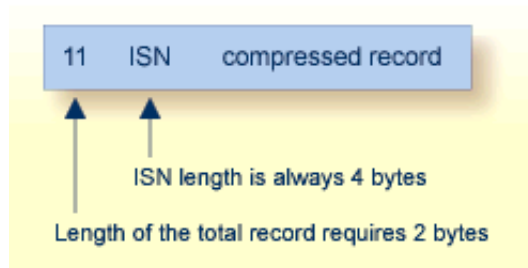 11 ISN compressed record
ISN length is always 4 bytes
Length of the total record requires 2 bytes